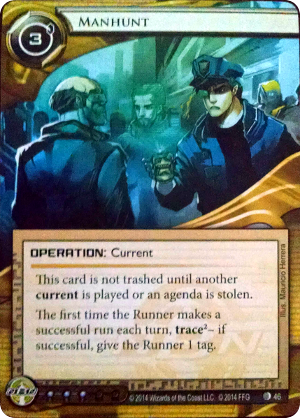 MANHUNT
3
OPERATION: Current
This card is not trashed until another
current is played or an agenda is stolen.
The first time the Runner makes a
successful run each turn, trace²– if
successful, give the Runner 1 tag.
Illus. Mauricio Herrera
© 2014 Wizards of the Coast LLC. © 2014 FFG
46